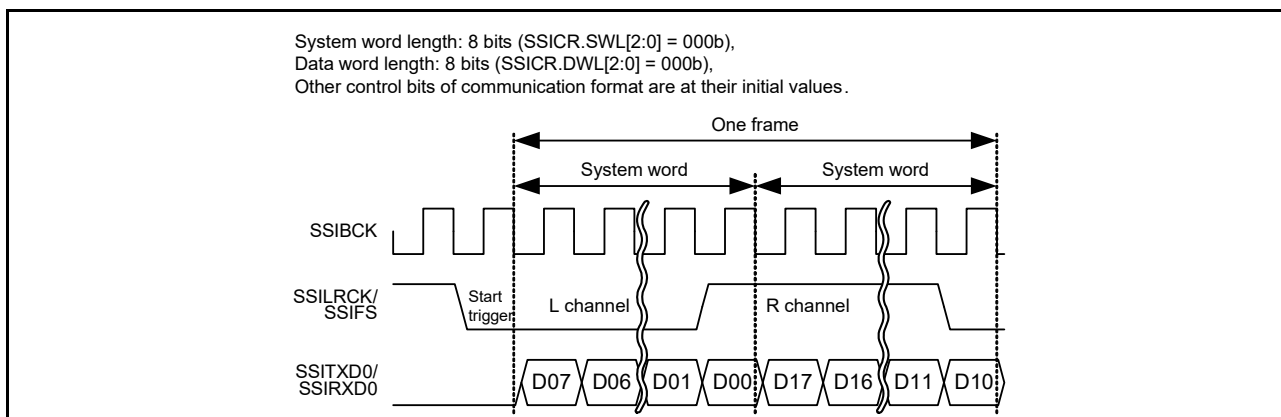 System word length: 8 bits (SSICR.SWL[2:0] = 000b),
Data word length: 8 bits (SSICR.DWL[2:0] = 000b),
Other control bits of communication format are at their initial values.
One frame
System word System word
SSIBCK
SSILRCK/
SSIFS
Start
trigger
L channel R channel
SSITXD0/
SSIRXD0
D07 D06 D01 D00 D17 D16 D11 D10